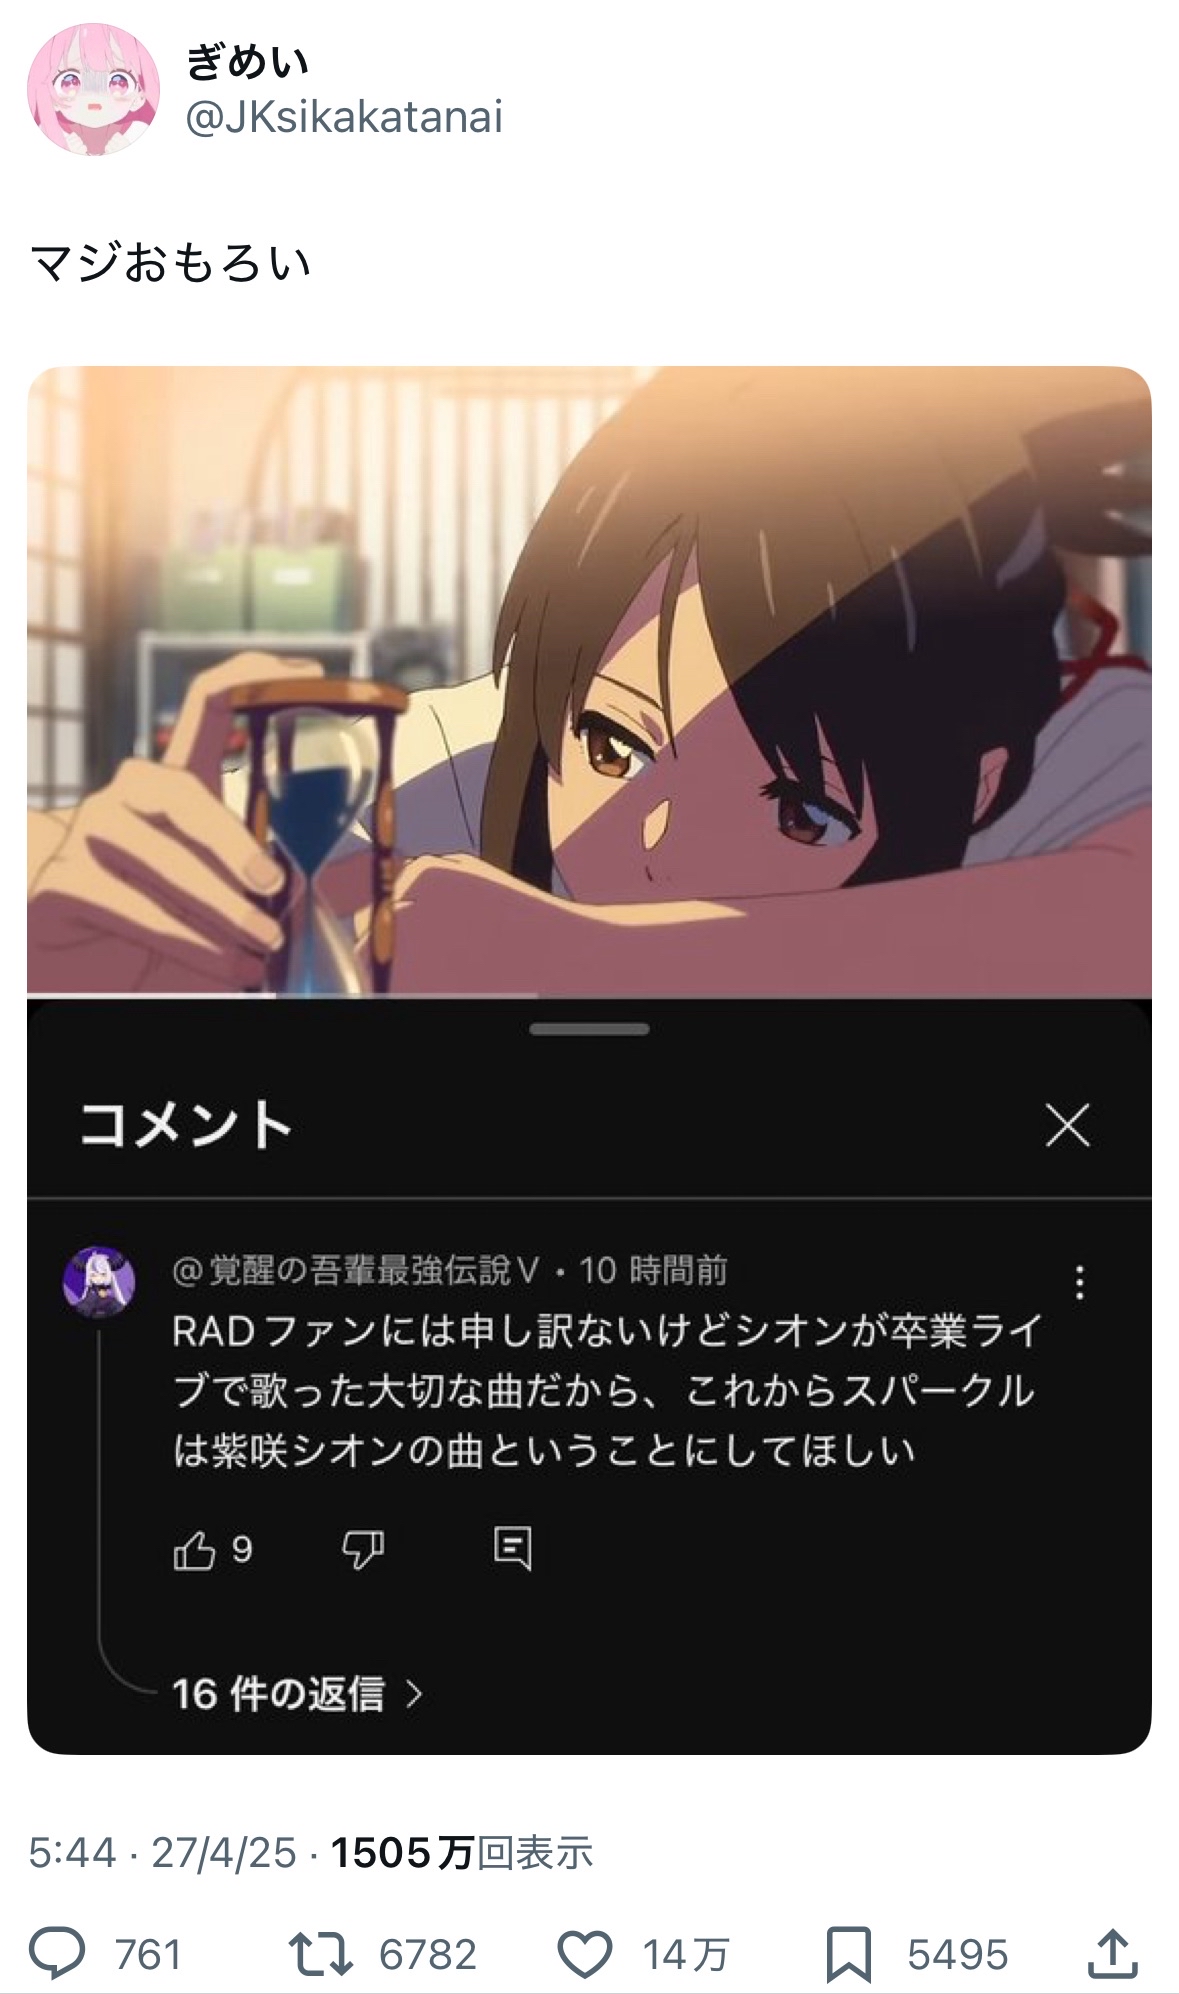 ぎめい
@JKsikakatanai
マジおもろい
コメント
@覚醒の吾輩最強伝説V・10 時間前
RADファンには申し訳ないけどシオンが卒業ライ
ブで歌った大切な曲だから、これからスパークル
は紫咲シオンの曲ということにしてほしい
9
16 件の返信
5:44 · 27/4/25 · 1505万回表示
761 6782 14万 5495